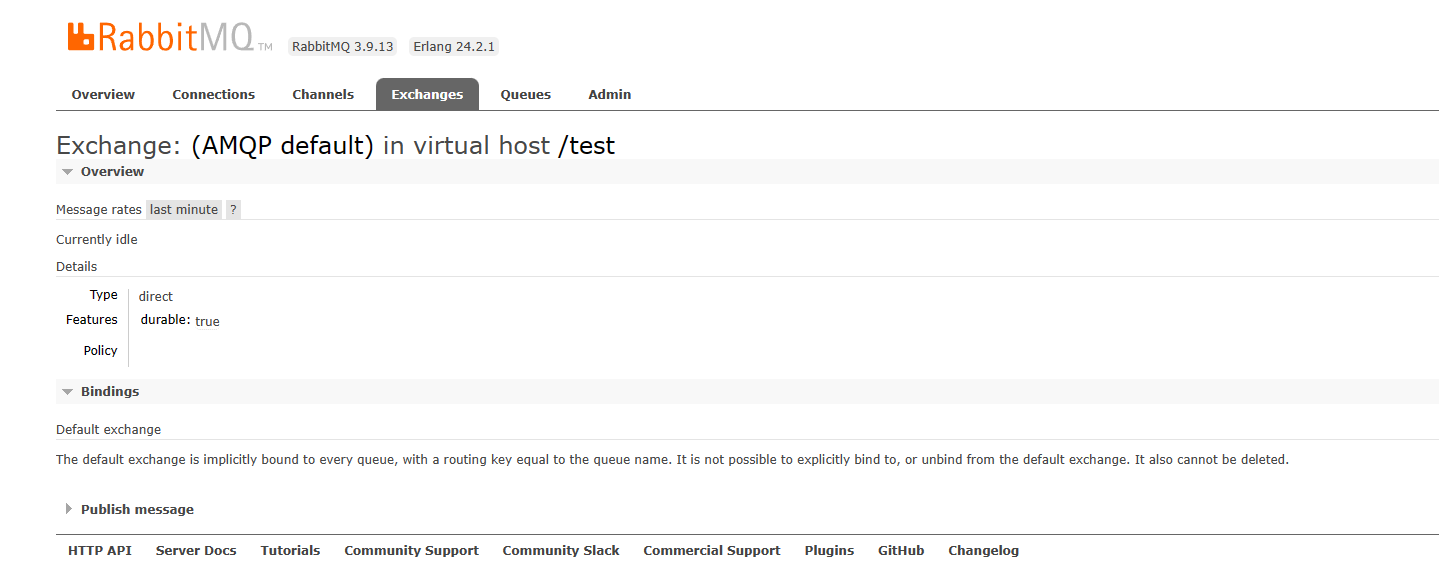 RabbitMQ TM RabbitMQ 3.9.13 Erlang 24.2.1
Overview Connections Channels Exchanges Queues Admin
Exchange: (AMQP default) in virtual host /test
Overview
Message rates last minute ?
Currently idle
Details
Type direct
Features durable: true
Policy
Bindings
Default exchange
The default exchange is implicitly bound to every queue, with a routing key equal to the queue name. It is not possible to explicitly bind to, or unbind from the default exchange. It also cannot be deleted.
Publish message
HTTP API Server Docs Tutorials Community Support Community Slack Commercial Support Plugins GitHub Changelog